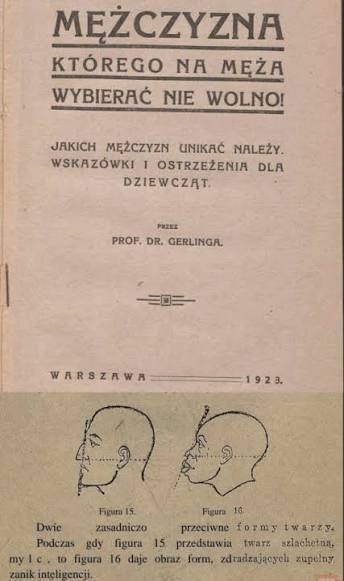 MĘŻCZYZNA
KTÓREGO NA MĘŻA
WYBIERAĆ NIE WOLNO!
JAKICH MĘŻCZYZN UNIKAĆ NALEŻY.
WSKAZÓWKI I OSTRZEŻENIA DLA
DZIEWCZĄT.
PRZEZ
PROF. DR. GERLINGA.
WARSZAWA 1923.
Figura 15. Figura 16.
Dwie zasadniczo przeciwne formy twarzy.
Podczas gdy figura 15 przedstawia twarz szlachetną,
my l c , to figura 16 daje obraz form, zdradzających zupełny
zanik inteligencji.